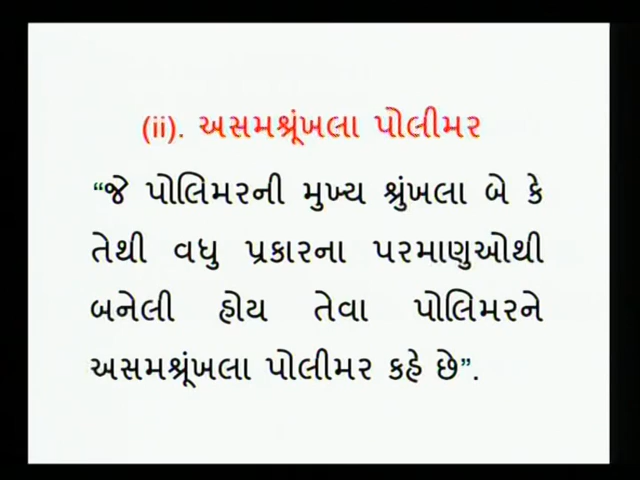 (ii). અસમશ્રૂંખલા પોલીમર
“જે પોલિમરની મુખ્ય શ્રુંખલા બે કે
તેથી વધુ પ્રકારના પરમાણુઓથી
બનેલી હોય તેવા પોલિમરને
અસમશ્રૂંખલા પોલીમર કહે છે”.